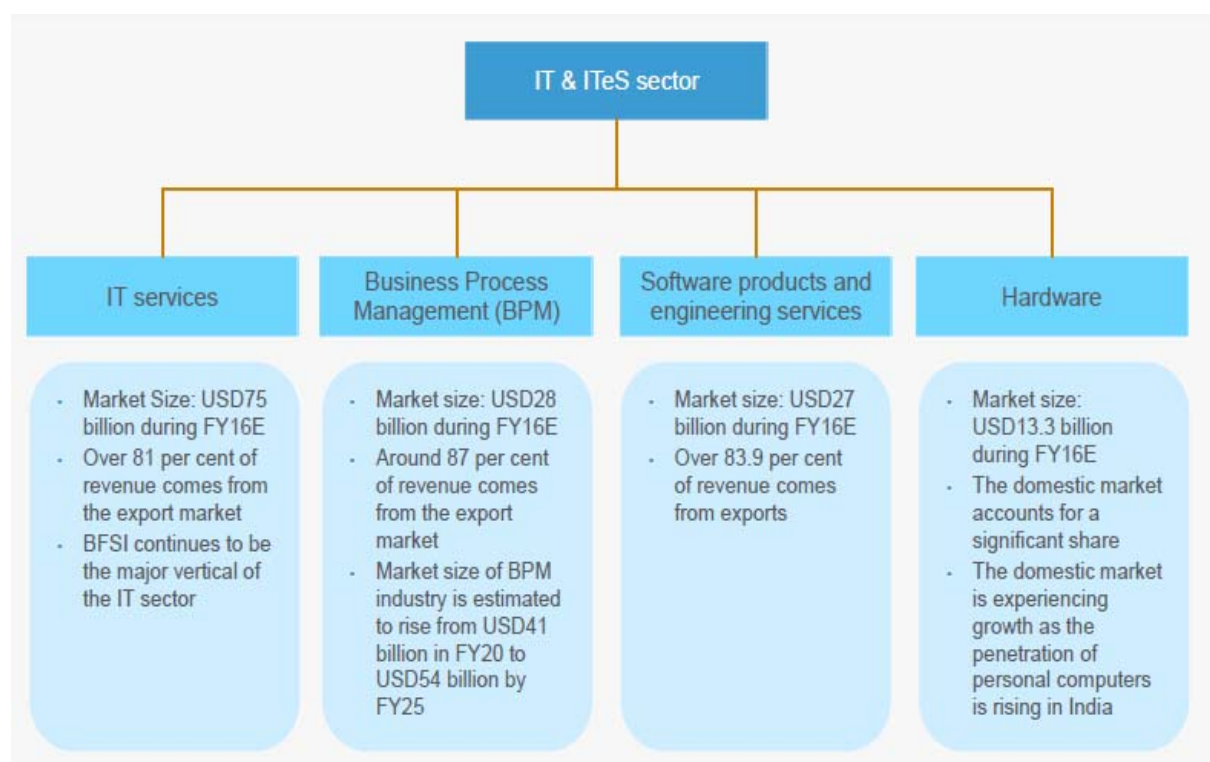 IT & ITeS sector
IT services
Business Process
Management (BPM)
Software products and
engineering services
Hardware
· Market Size: USD75
billion during FY16E
· Over 81 per cent of
revenue comes from
the export market
· BFSI continues to be
the major vertical of
the IT sector
· Market size: USD28
billion during FY16E
· Around 87 per cent
of revenue comes
from the export
market
· Market size of BPM
industry is estimated
to rise from USD41
billion in FY20 to
USD54 billion by
FY25
· Market size: USD27
billion during FY16E
· Over 83.9 per cent
of revenue comes
from exports
· Market size:
USD13.3 billion
during FY16E
· The domestic market
accounts for a
significant share
· The domestic market
is experiencing
growth as the
penetration of
personal computers
is rising in India